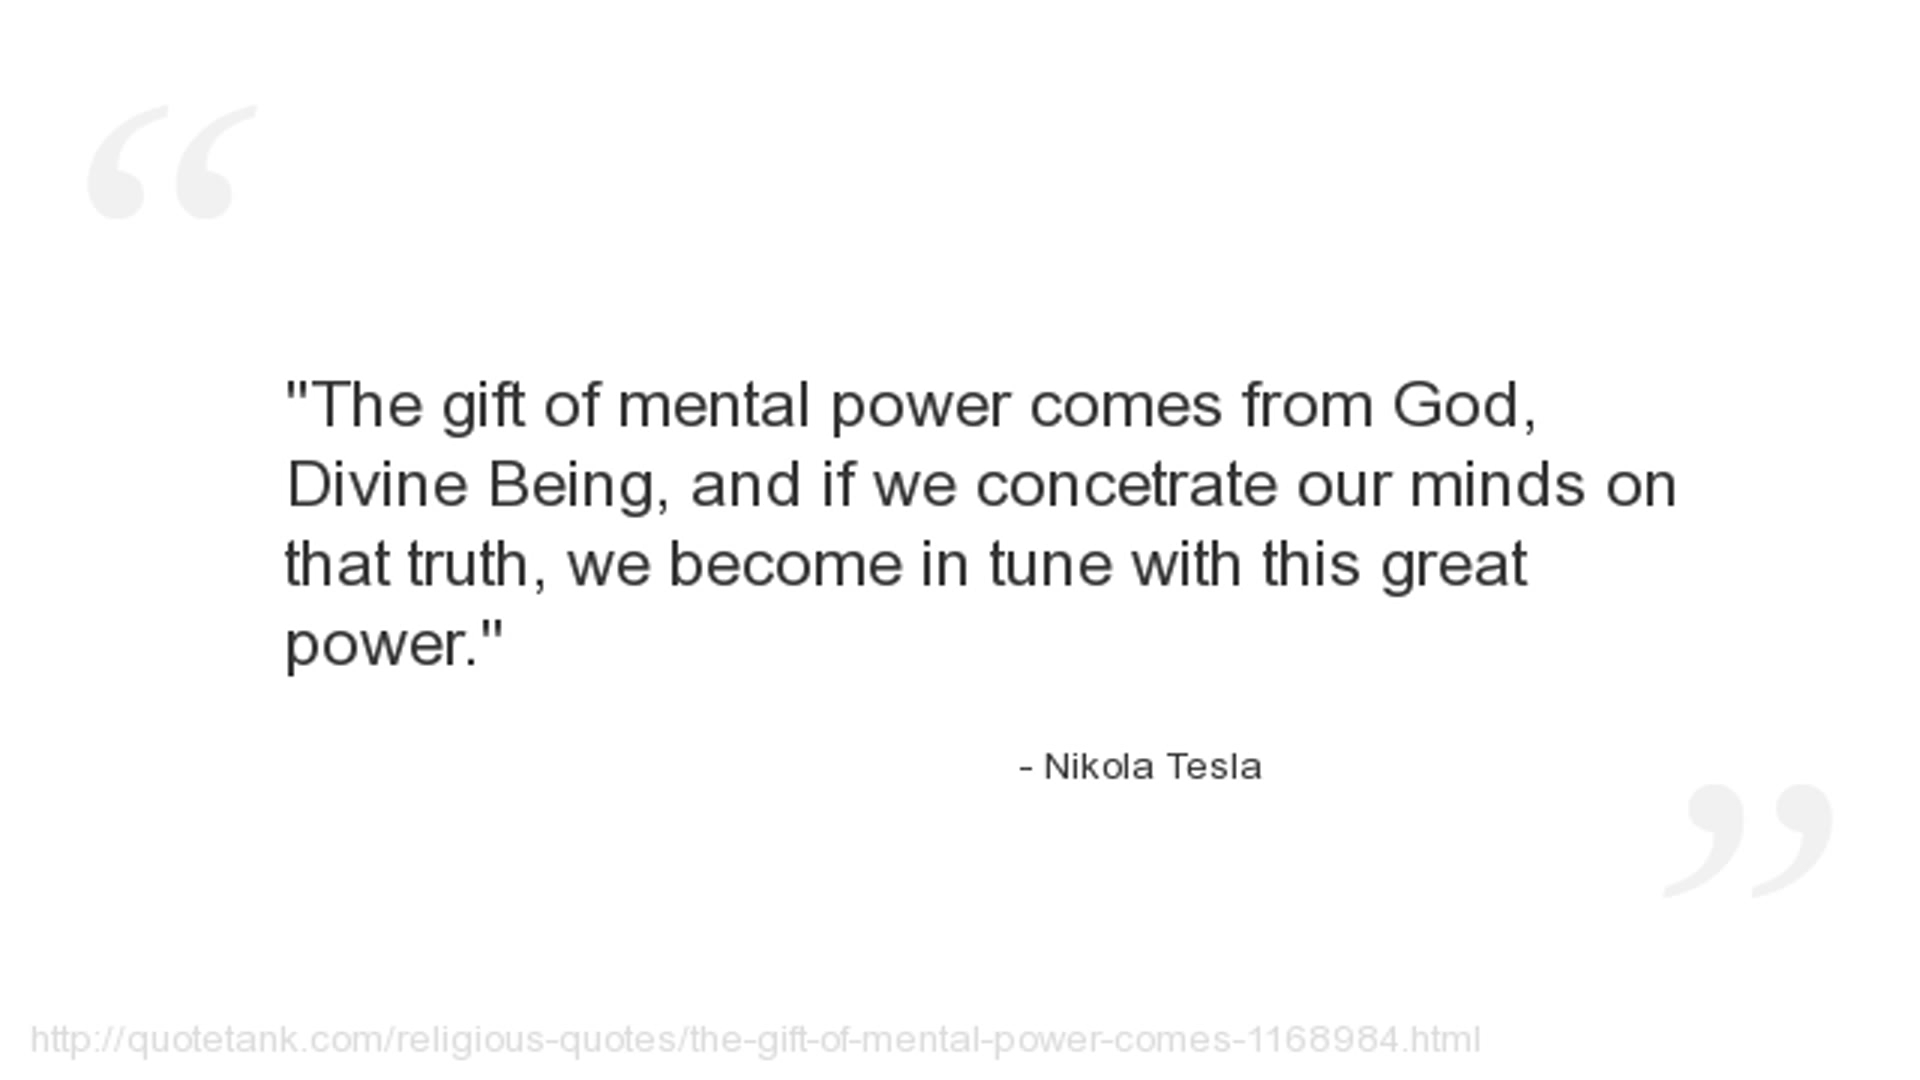 “
"The gift of mental power comes from God,
Divine Being, and if we concetrate our minds on
that truth, we become in tune with this great
power."
- Nikola Tesla
”
http://quotetank.com/religious-quotes/the-gift-of-mental-power-comes-1168984.html